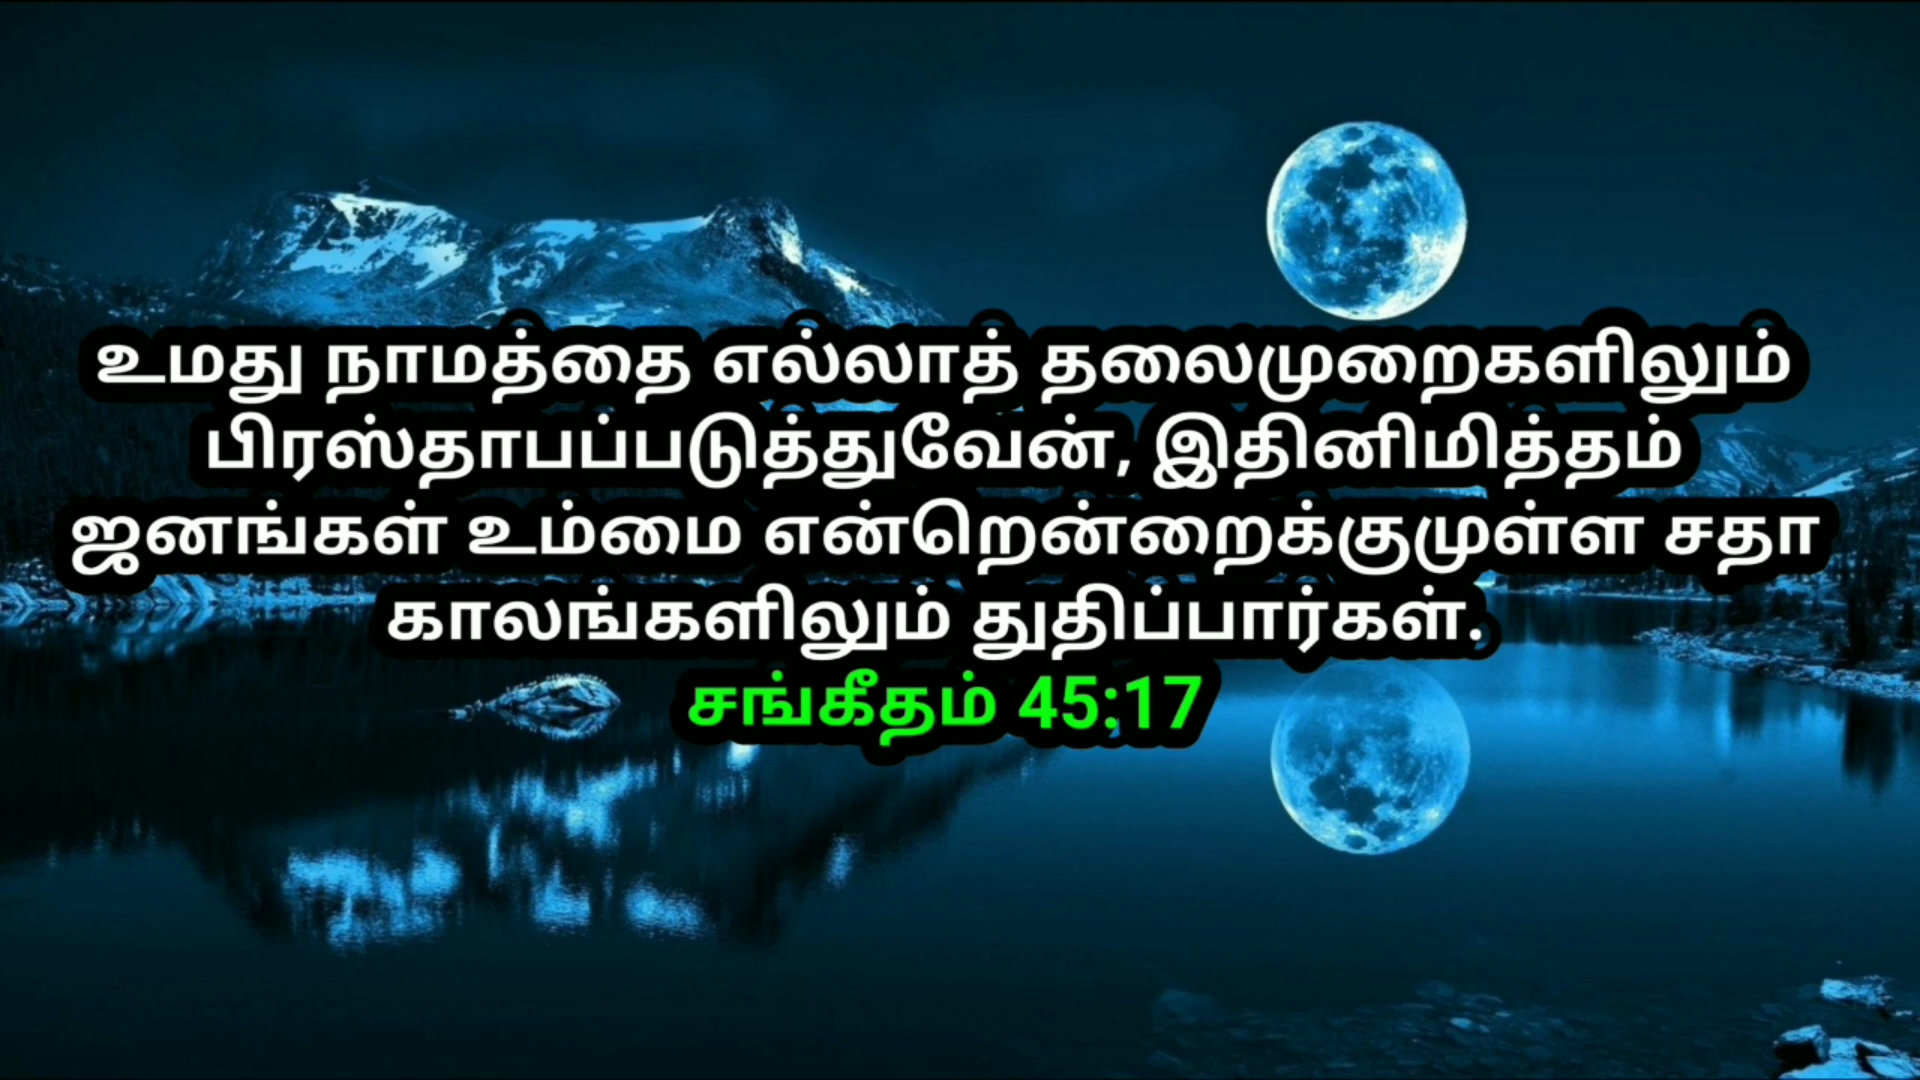 உமது நாமத்தை எல்லாத் தலைமுறைகளிலும்
பிரஸ்தாபப்படுத்துவேன், இதினிமித்தம்
ஜனங்கள் உம்மை என்றென்றைக்குமுள்ள சதா
காலங்களிலும் துதிப்பார்கள்.
சங்கீதம் 45:17